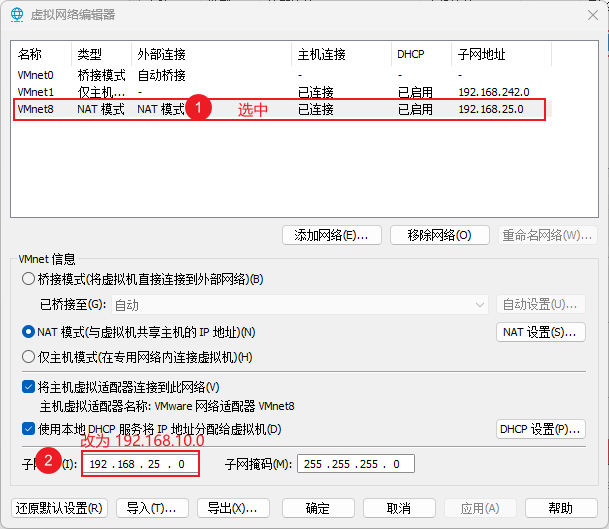 虚拟网络编辑器
名称 类型 外部连接 主机连接 DHCP 子网地址
VMnet0 桥接模式 自动桥接 - - -
VMnet1 仅主机... - 已连接 已启用 192.168.242.0
VMnet8 NAT 模式 NAT 模式 1 选中 已连接 已启用 192.168.25.0
添加网络(E)... 移除网络(O) 重命名网络(W)...
VMnet 信息
桥接模式(将虚拟机直接连接到外部网络)(B)
已桥接至(G): 自动 自动设置(U)...
NAT 模式(与虚拟机共享主机的 IP 地址)(N) NAT 设置(S)...
仅主机模式(在专用网络内连接虚拟机)(H)
将主机虚拟适配器连接到此网络(V)
主机虚拟适配器名称: VMware 网络适配器 VMnet8
使用本地 DHCP 服务将 IP 地址分配给虚拟机(D) DHCP 设置(P)...
改为 192.168.10.0
子网 2 (I): 192 .168 . 25 . 0 子网掩码(M): 255 .255 .255 . 0
还原默认设置(R) 导入(T)... 导出(X)... 确定 取消 应用(A) 帮助